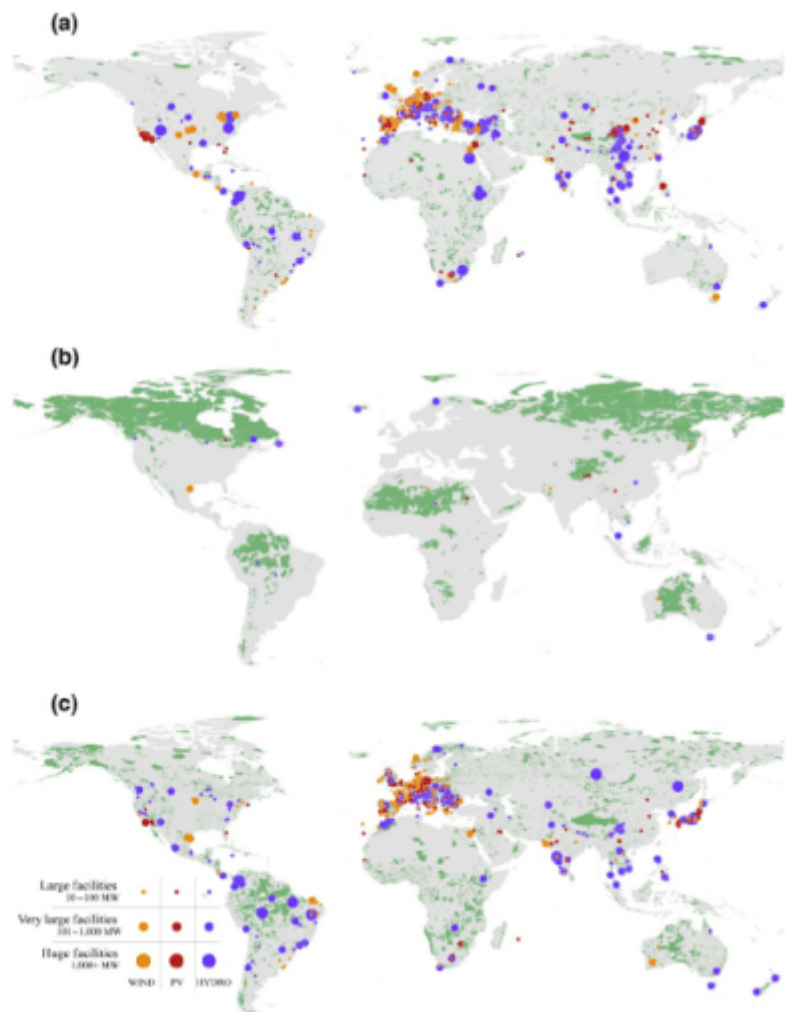 (a)
(b)
(c)
Large facilities
10–100 MW
Very large facilities
101–1,000 MW
Huge facilities
1,000+ MW
WIND PV HYDRO